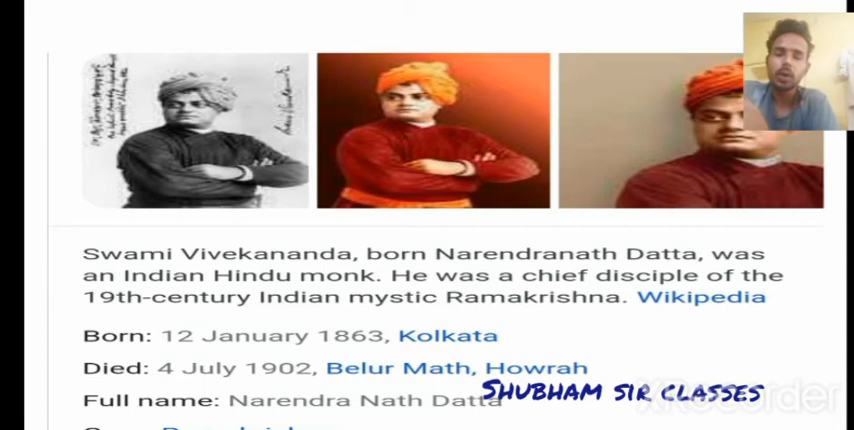 Swami Vivekananda, born Narendranath Datta, was
an Indian Hindu monk. He was a chief disciple of the
19th-century Indian mystic Ramakrishna. Wikipedia
Born: 12 January 1863, Kolkata
Died: 4 July 1902, Belur Math, Howrah
SHUBHAM SIR CLASSES
XRecorder
Full name: Narendra Nath Datta